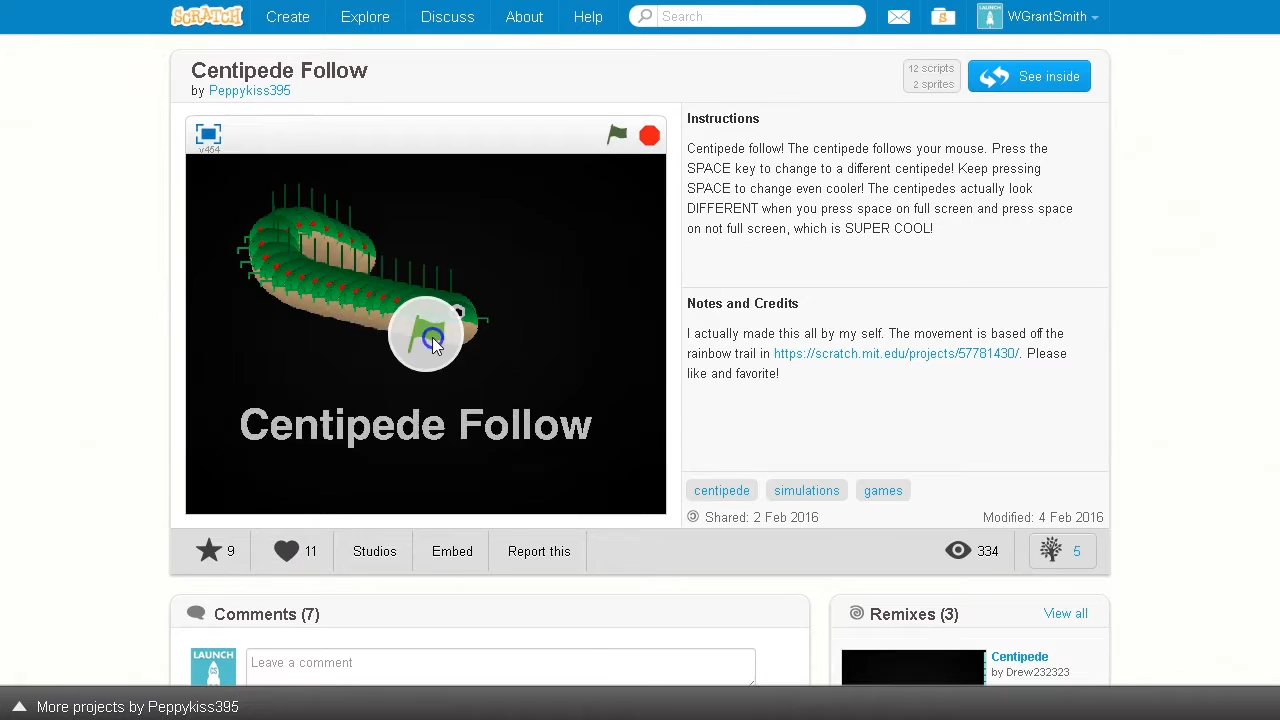 SCRATCH Create Explore Discuss About Help Search WGrantSmith
LAUNCH
Centipede Follow
by Peppykiss395
12 scripts
2 sprites
See inside
v454
Centipede Follow
Instructions
Centipede follow! The centipede follows your mouse. Press the
SPACE key to change to a different centipede! Keep pressing
SPACE to change even cooler! The centipedes actually look
DIFFERENT when you press space on full screen and press space
on not full screen, which is SUPER COOL!
Notes and Credits
I actually made this all by my self. The movement is based off the
rainbow trail in https://scratch.mit.edu/projects/57781430/. Please
like and favorite!
centipede simulations games
Shared: 2 Feb 2016 Modified: 4 Feb 2016
9 11 Studios Embed Report this 334 5
Comments (7)
LAUNCH
Leave a comment
Remixes (3) View all
Centipede
by Drew232323
More projects by Peppykiss395